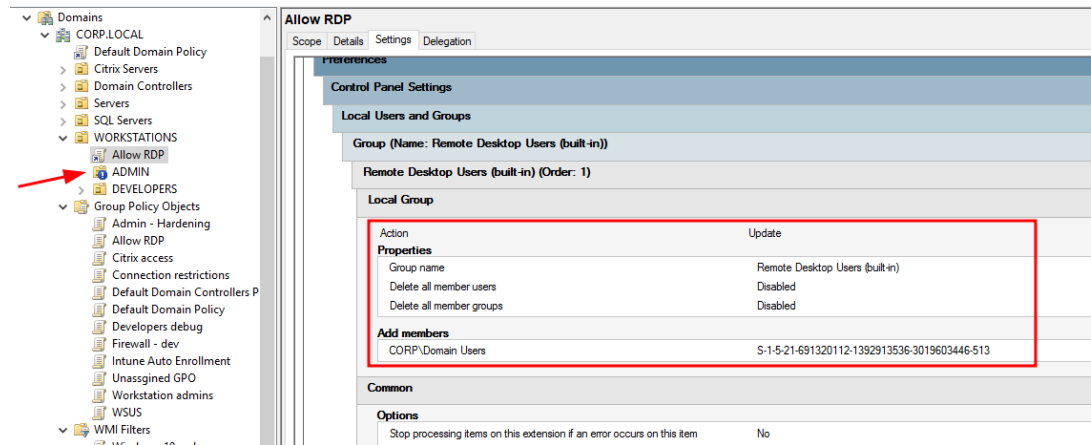 Domains
CORP.LOCAL
Default Domain Policy
Citrix Servers
Domain Controllers
Servers
SQL Servers
WORKSTATIONS
Allow RDP
ADMIN
DEVELOPERS
Group Policy Objects
Admin - Hardening
Allow RDP
Citrix access
Connection restrictions
Default Domain Controllers P
Default Domain Policy
Developers debug
Firewall - dev
Intune Auto Enrollment
Unassgined GPO
Workstation admins
WSUS
WMI Filters
Allow RDP
Scope Details Settings Delegation
Preferences
Control Panel Settings
Local Users and Groups
Group (Name: Remote Desktop Users (built-in))
Remote Desktop Users (built-in) (Order: 1)
Local Group
Action Update
Properties
Group name Remote Desktop Users (built-in)
Delete all member users Disabled
Delete all member groups Disabled
Add members
CORP\Domain Users S-1-5-21-691320112-1392913536-3019603446-513
Common
Options
Stop processing items on this extension if an error occurs on this item No